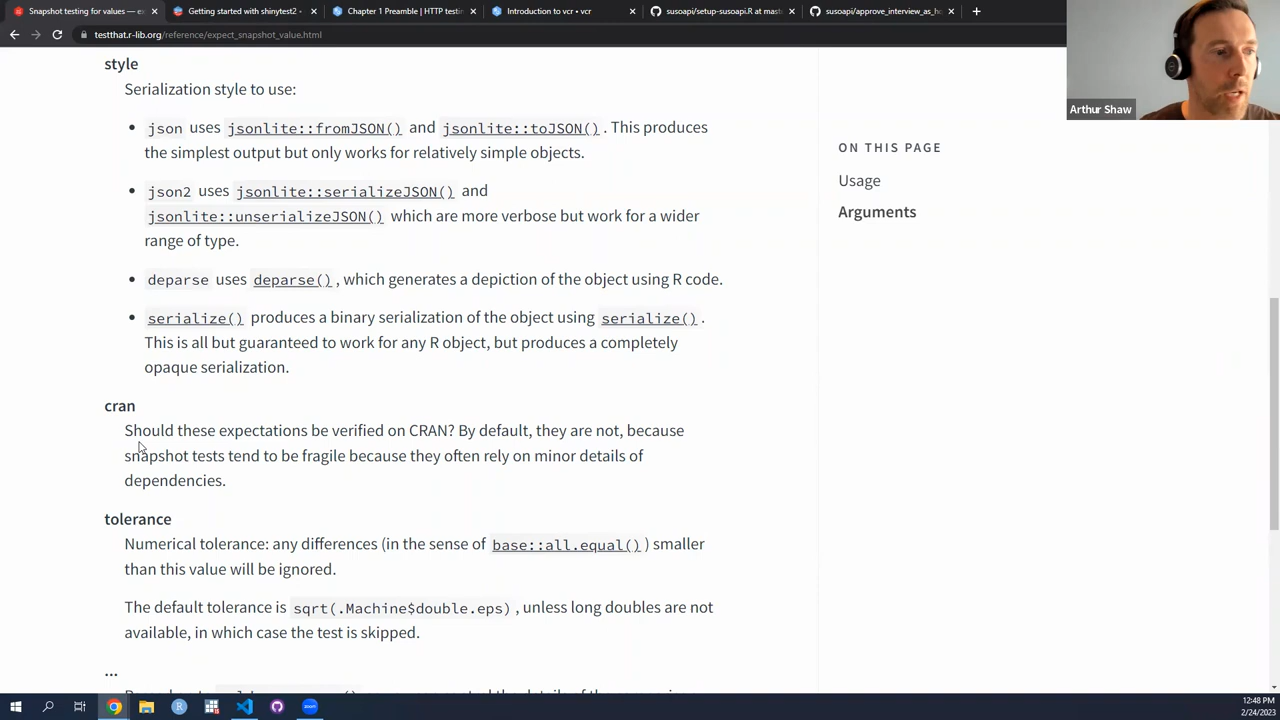 Snapshot testing for values — ×
Getting started with shinytest2 • ×
Chapter 1 Preamble | HTTP testin ×
Introduction to vcr • vcr ×
susoapi/setup-susoapi.R at mast ×
susoapi/approve_interview_as_h ×
testthat.r-lib.org/reference/expect_snapshot_value.html
Arthur Shaw
style
Serialization style to use:
• json uses jsonlite::fromJSON() and jsonlite::toJSON(). This produces
the simplest output but only works for relatively simple objects.
• json2 uses jsonlite::serializeJSON() and
jsonlite::unserializeJSON() which are more verbose but work for a wider
range of type.
• deparse uses deparse(), which generates a depiction of the object using R code.
• serialize() produces a binary serialization of the object using serialize().
This is all but guaranteed to work for any R object, but produces a completely
opaque serialization.
cran
Should these expectations be verified on CRAN? By default, they are not, because
snapshot tests tend to be fragile because they often rely on minor details of
dependencies.
tolerance
Numerical tolerance: any differences (in the sense of base::all.equal()) smaller
than this value will be ignored.
The default tolerance is sqrt(.Machine$double.eps), unless long doubles are not
available, in which case the test is skipped.
...
ON THIS PAGE
Usage
Arguments
12:48 PM
2/24/2023